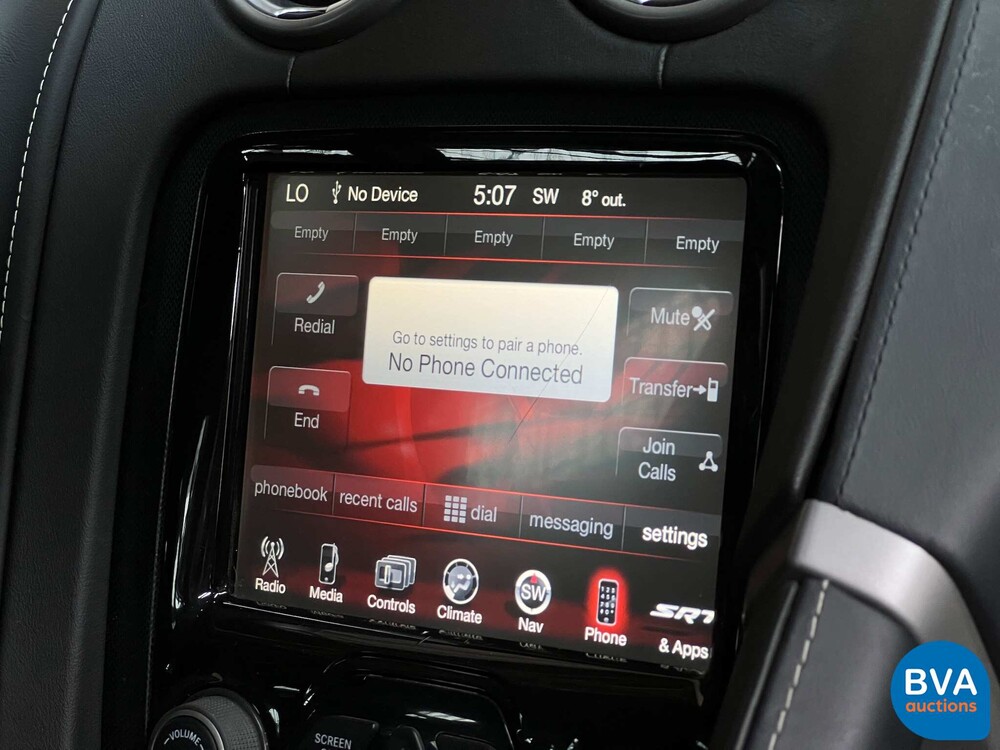 LO No Device 5:07 SW 8° out.
Empty Empty Empty Empty Empty
Redial
Go to settings to pair a phone.
No Phone Connected
Mute
Transfer
End
Join
Calls
phonebook recent calls dial messaging settings
SW
Radio Media Controls Climate Nav Phone
SRT
& Apps
VOLUME
SCREEN
BVA
auctions